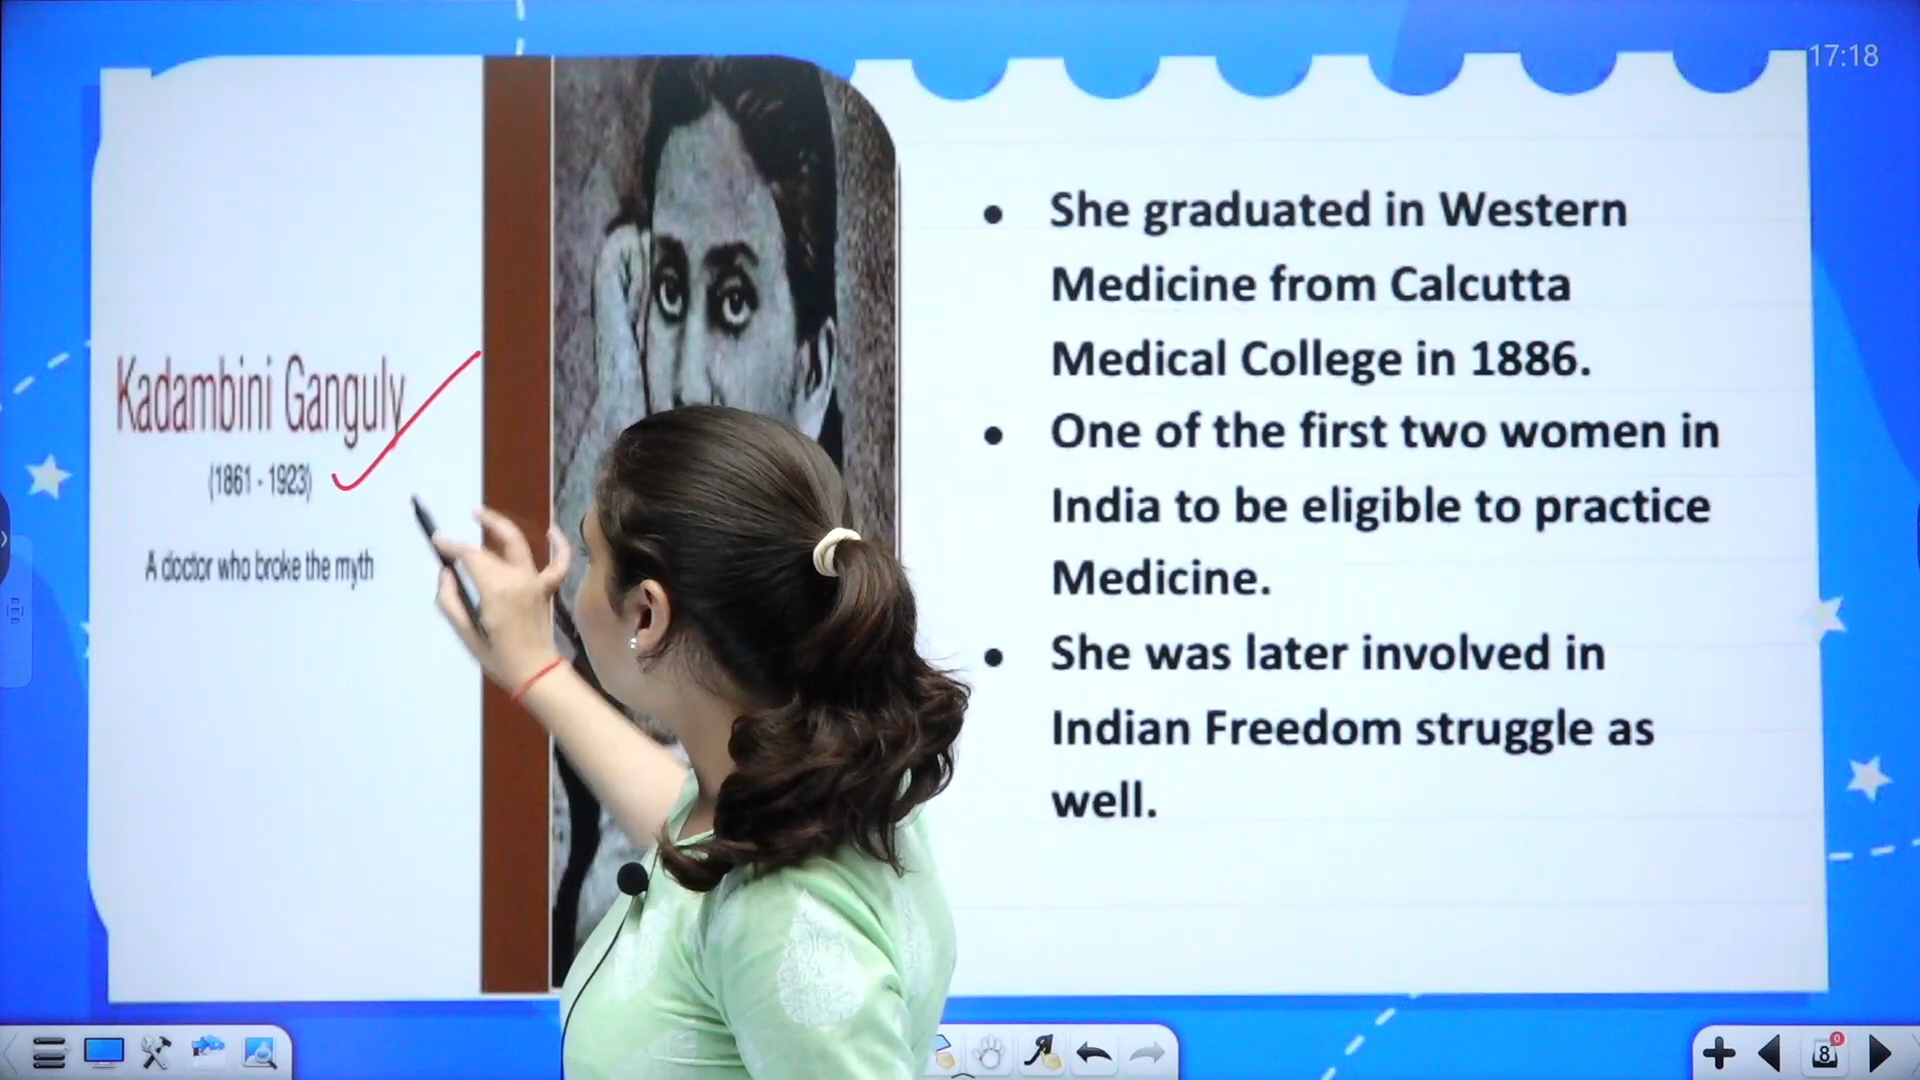 17:18
Kadambini Ganguly
(1861 - 1923)
A doctor who broke the myth
• She graduated in Western
Medicine from Calcutta
Medical College in 1886.
• One of the first two women in
India to be eligible to practice
Medicine.
• She was later involved in
Indian Freedom struggle as
well.
8
0